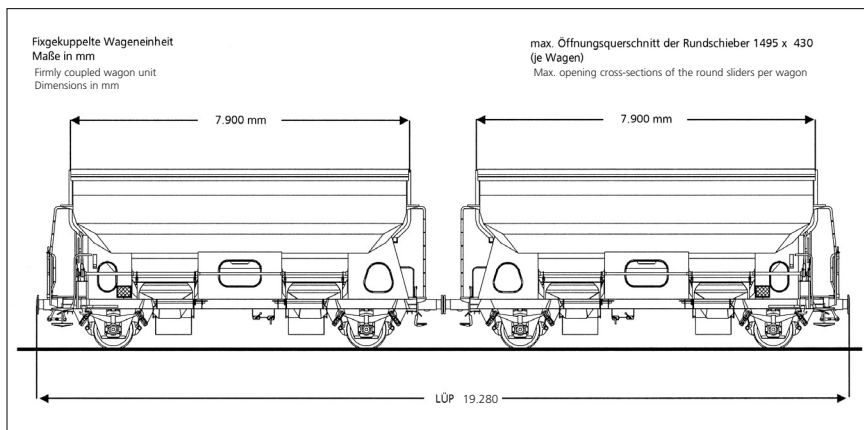 Fixgekuppelte Wageneinheit
Maße in mm
Firmly coupled wagon unit
Dimensions in mm
max. Öffnungsquerschnitt der Rundschieber 1495 x 430
(je Wagen)
Max. opening cross-sections of the round sliders per wagon
7.900 mm
7.900 mm
LÜP 19.280